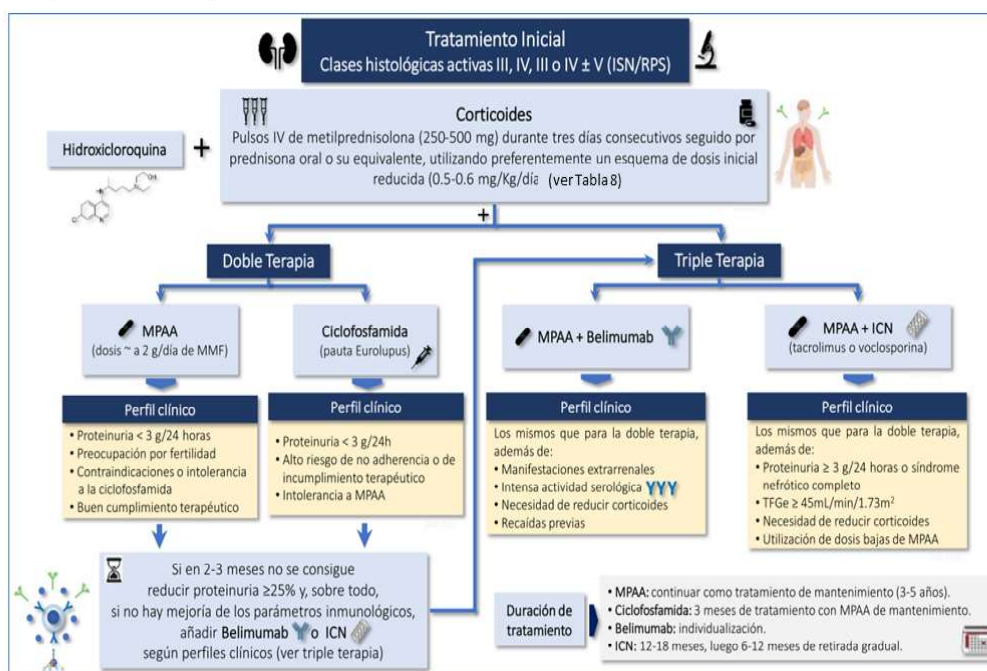 Tratamiento Inicial
Clases histológicas activas III, IV, III o IV ± V (ISN/RPS)
Corticoides
Pulsos IV de metilprednisolona (250-500 mg) durante tres días consecutivos seguido por
prednisona oral o su equivalente, utilizando preferentemente un esquema de dosis inicial
reducida (0.5-0.6 mg/Kg/día (ver Tabla 8)
Hidroxicloroquina
+
+
Doble Terapia
Triple Terapia
MPAA
(dosis ~ a 2 g/día de MMF)
Ciclofosfamida
(pauta Eurolupus)
MPAA + Belimumab
MPAA + ICN
(tacrolimus o voclosporina)
Perfil clínico
• Proteinuria < 3 g/24 horas
• Preocupación por fertilidad
• Contraindicaciones o intolerancia
a la ciclofosfamida
• Buen cumplimiento terapéutico
Perfil clínico
• Proteinuria < 3 g/24h
• Alto riesgo de no adherencia o de
incumplimiento terapéutico
• Intolerancia a MPAA
Perfil clínico
Los mismos que para la doble terapia,
además de:
• Manifestaciones extrarrenales
• Intensa actividad serológica
• Necesidad de reducir corticoides
• Recaídas previas
Perfil clínico
Los mismos que para la doble terapia,
además de:
• Proteinuria ≥ 3 g/24 horas o síndrome
nefrótico completo
• TFGe ≥ 45mL/min/1.73m²
• Necesidad de reducir corticoides
• Utilización de dosis bajas de MPAA
Si en 2-3 meses no se consigue
reducir proteinuria ≥25% y, sobre todo,
si no hay mejoría de los parámetros inmunológicos,
añadir Belimumab o ICN
según perfiles clínicos (ver triple terapia)
Duración de
tratamiento
• MPAA: continuar como tratamiento de mantenimiento (3-5 años).
• Ciclofosfamida: 3 meses de tratamiento con MPAA de mantenimiento.
• Belimumab: individualización.
• ICN: 12-18 meses, luego 6-12 meses de retirada gradual.